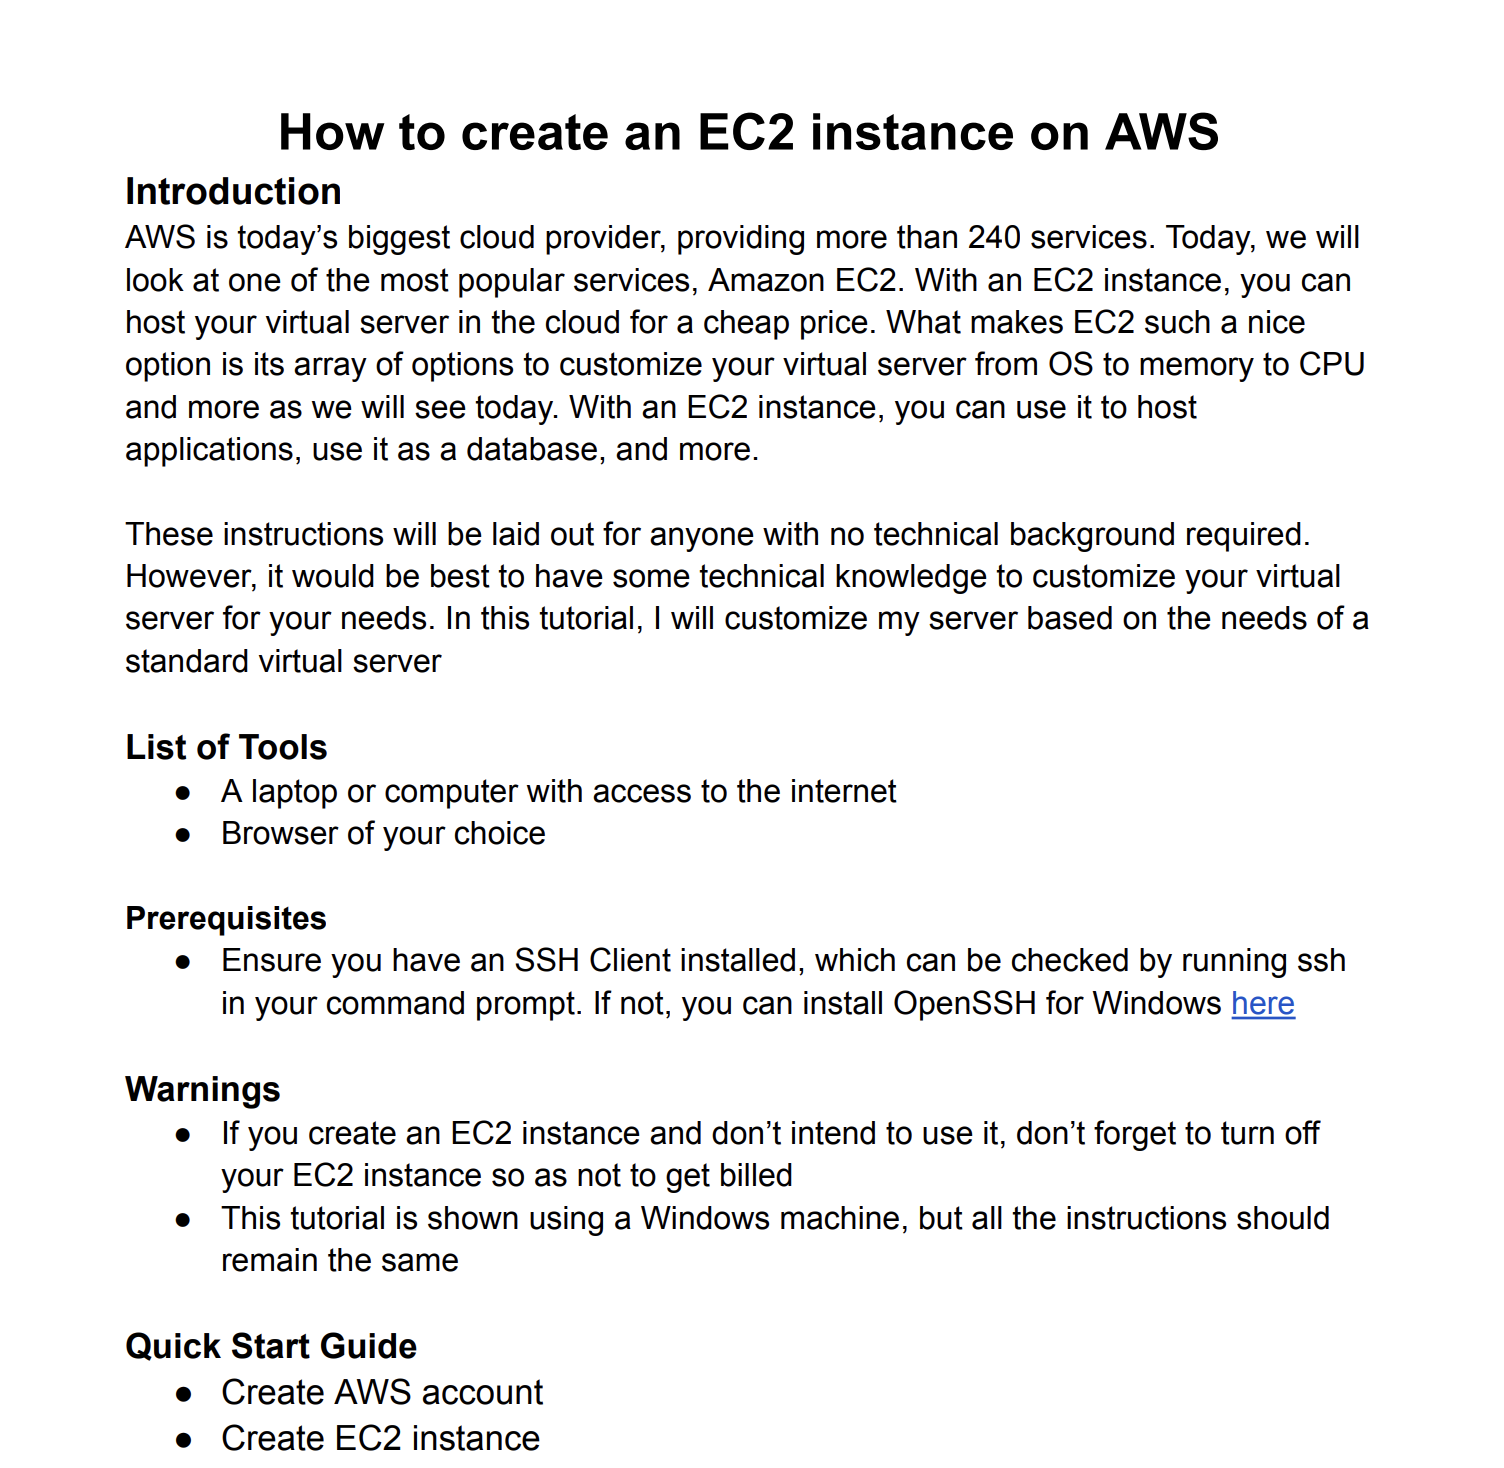 How to create an EC2 instance on AWS
Introduction
AWS is today’s biggest cloud provider, providing more than 240 services. Today, we will
look at one of the most popular services, Amazon EC2. With an EC2 instance, you can
host your virtual server in the cloud for a cheap price. What makes EC2 such a nice
option is its array of options to customize your virtual server from OS to memory to CPU
and more as we will see today. With an EC2 instance, you can use it to host
applications, use it as a database, and more.
These instructions will be laid out for anyone with no technical background required.
However, it would be best to have some technical knowledge to customize your virtual
server for your needs. In this tutorial, I will customize my server based on the needs of a
standard virtual server
List of Tools
● A laptop or computer with access to the internet
● Browser of your choice
Prerequisites
● Ensure you have an SSH Client installed, which can be checked by running ssh
in your command prompt. If not, you can install OpenSSH for Windows here
Warnings
● If you create an EC2 instance and don’t intend to use it, don’t forget to turn off
your EC2 instance so as not to get billed
● This tutorial is shown using a Windows machine, but all the instructions should
remain the same
Quick Start Guide
● Create AWS account
● Create EC2 instance